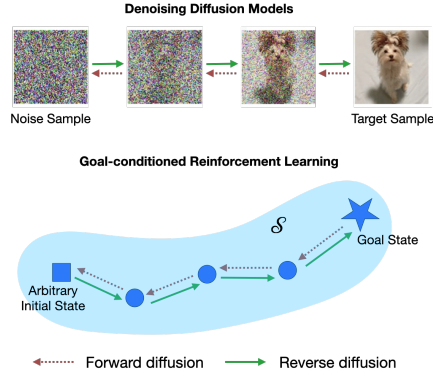 Denoising Diffusion Models
Noise Sample
Target Sample
Goal-conditioned Reinforcement Learning
𝒮
Goal State
Arbitrary
Initial State
Forward diffusion
Reverse diffusion